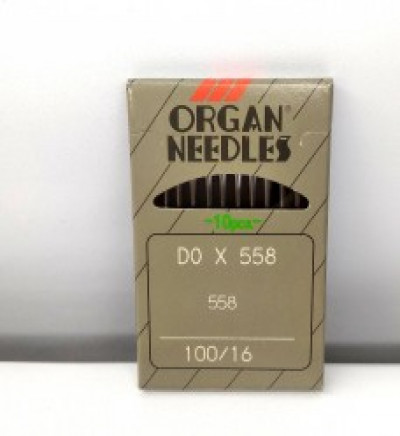 ORGAN®
NEEDLES
-10pcs-
DO X 558
558
100/16